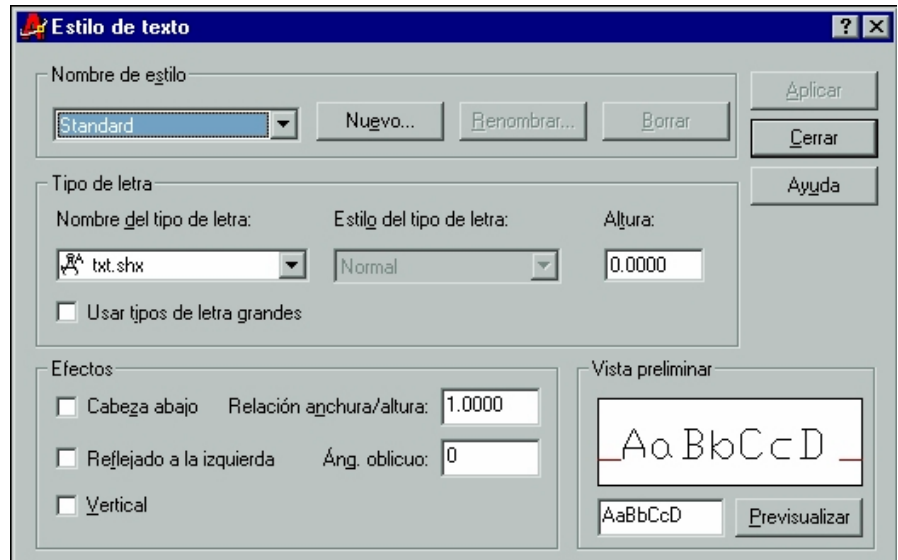 Estilo de texto
Nombre de estilo
Standard
Nuevo...
Renombrar...
Borrar
Aplicar
Cerrar
Ayuda
Tipo de letra
Nombre del tipo de letra:
Estilo del tipo de letra:
Altura:
txt.shx
Normal
0.0000
Usar tipos de letra grandes
Efectos
Cabeza abajo
Relación anchura/altura:
1.0000
Reflejado a la izquierda
Áng. oblicuo:
0
Vertical
Vista preliminar
AaBbCcD
AaBbCcD
Previsualizar